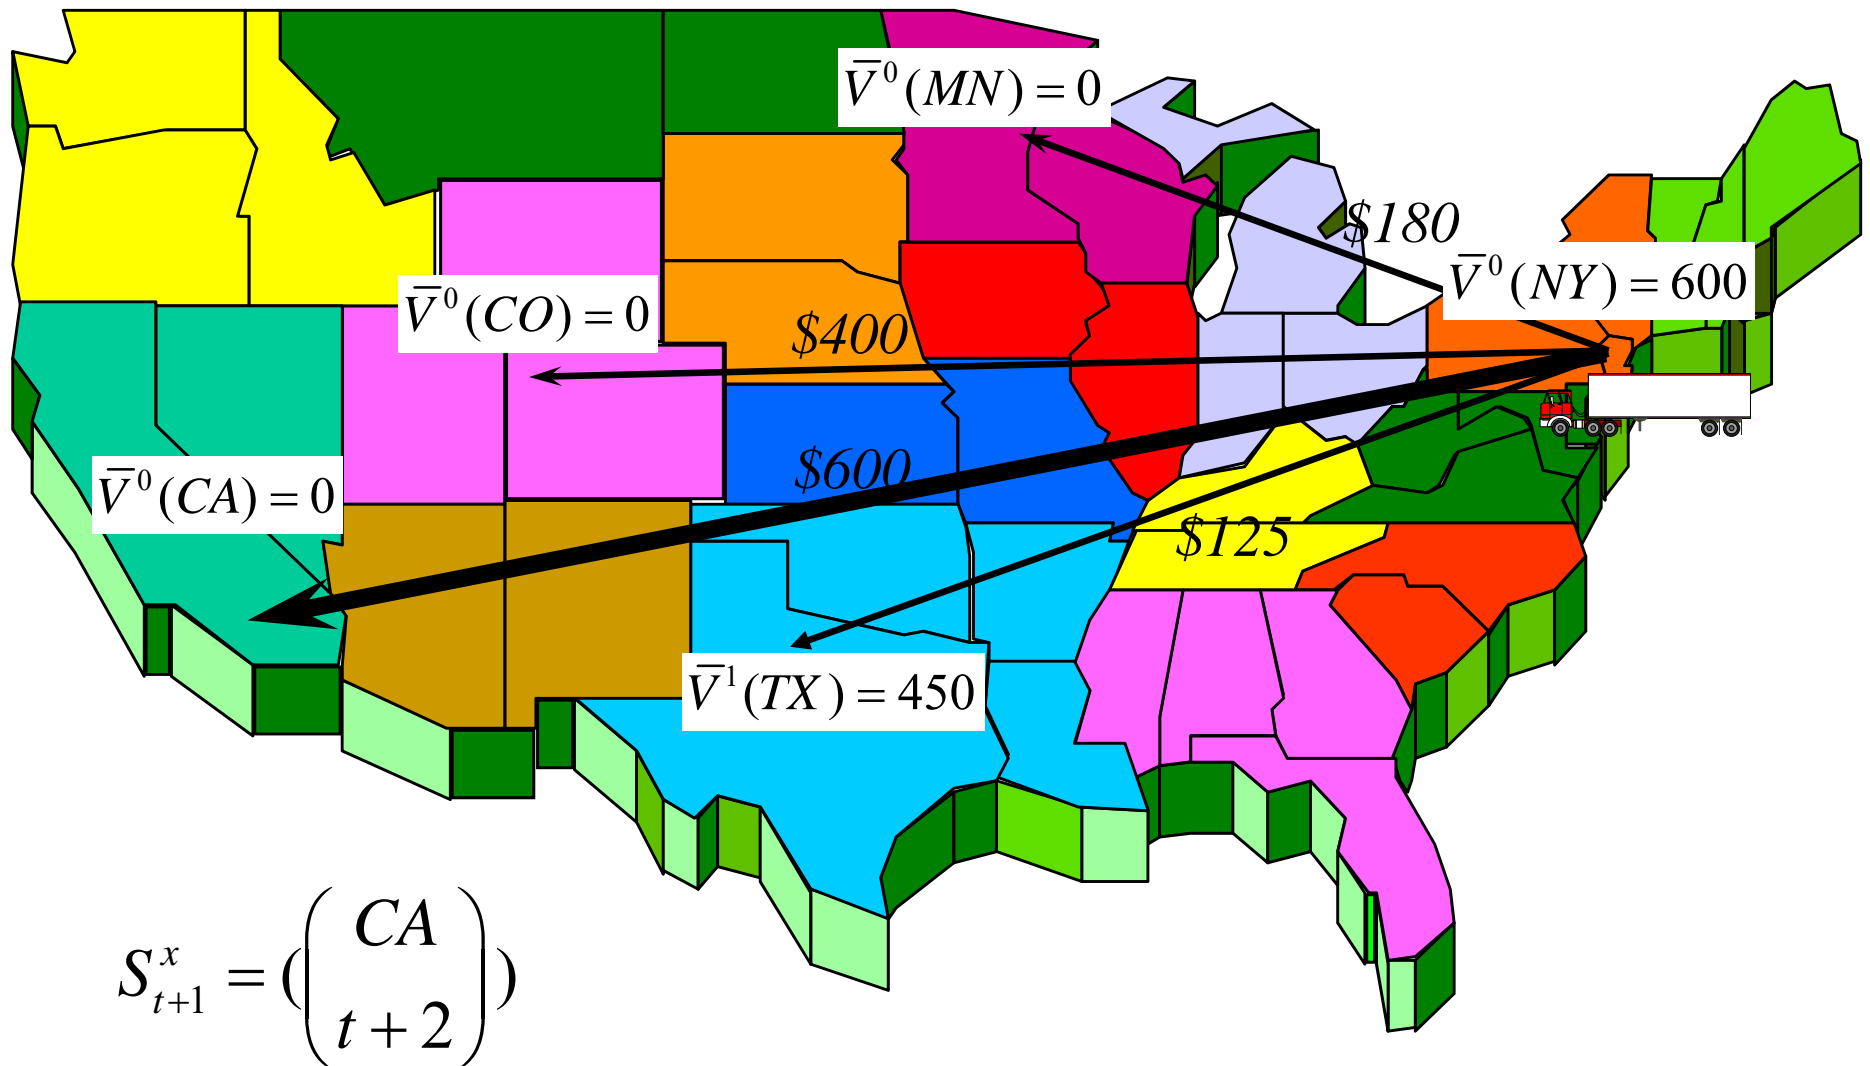 V̅⁰(MN) = 0
$180
V̅⁰(NY) = 600
V̅⁰(CO) = 0
$400
V̅⁰(CA) = 0
$600
$125
V̅¹(TX) = 450
Sˣₜ₊₁ = ((CA
t + 2))